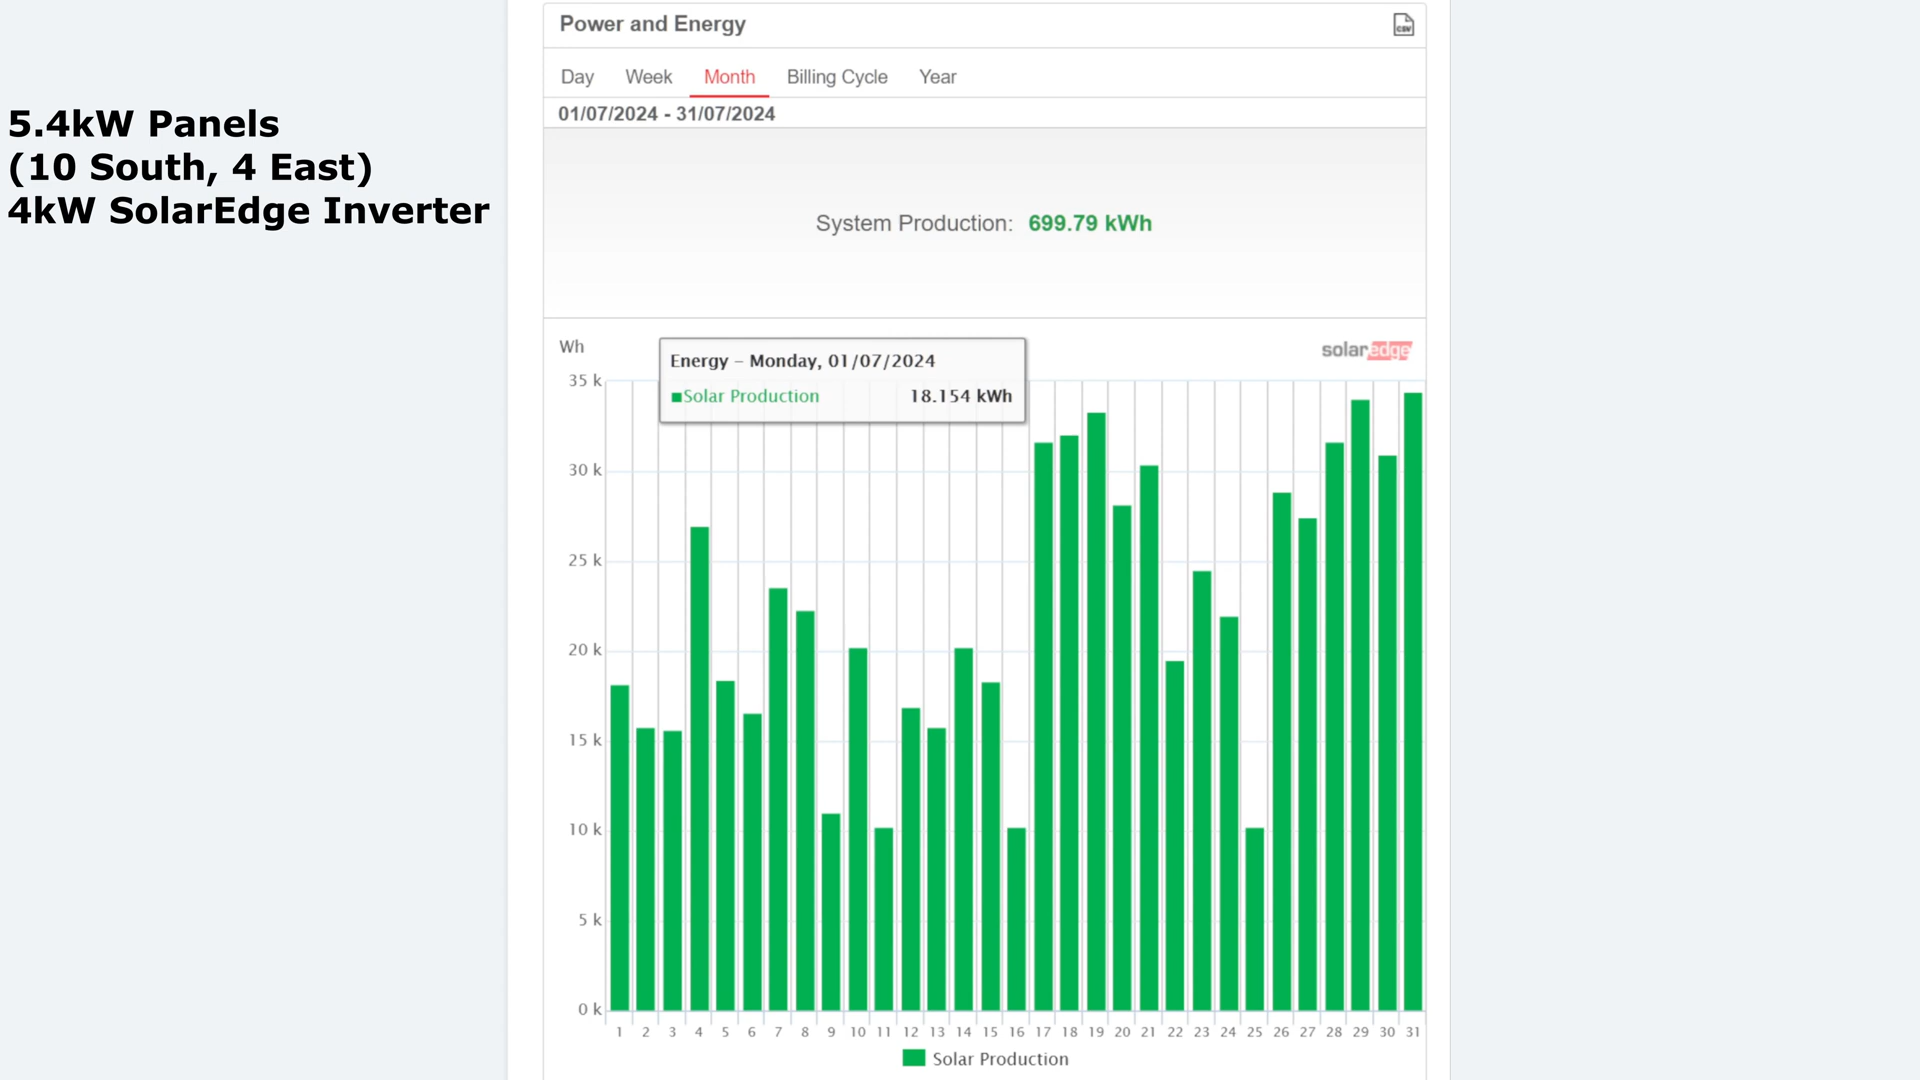 Power and Energy
CSV
Day Week Month Billing Cycle Year
01/07/2024 - 31/07/2024
5.4kW Panels
(10 South, 4 East)
4kW SolarEdge Inverter
System Production: 699.79 kWh
Wh
solaredge
Energy – Monday, 01/07/2024
Solar Production 18.154 kWh
35 k
30 k
25 k
20 k
15 k
10 k
5 k
0 k
1 2 3 4 5 6 7 8 9 10 11 12 13 14 15 16 17 18 19 20 21 22 23 24 25 26 27 28 29 30 31
Solar Production